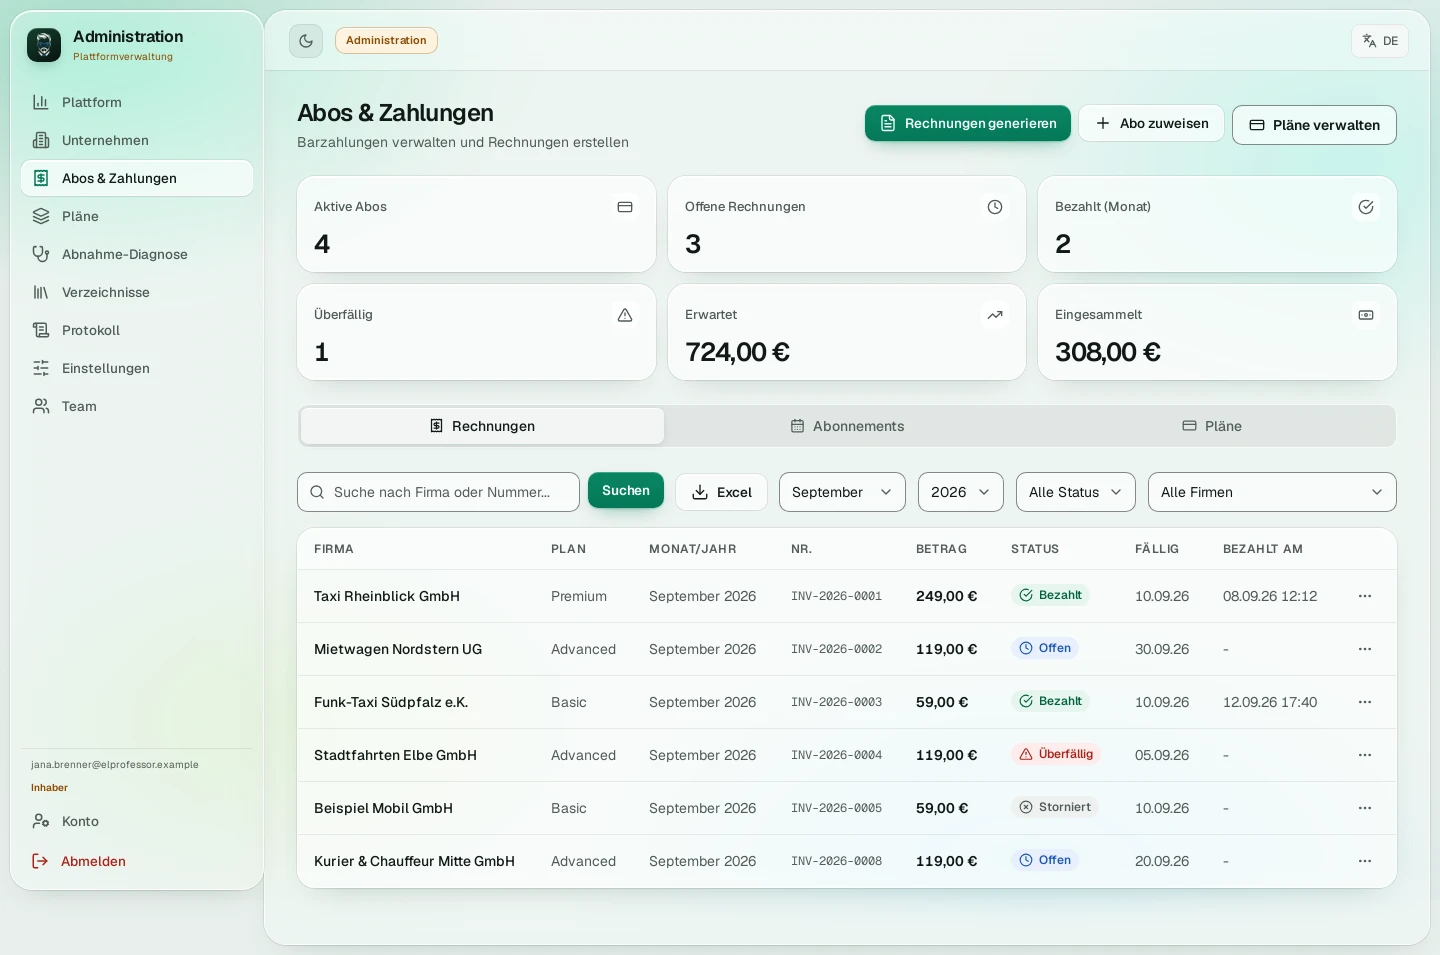 Administration
Plattformverwaltung
Plattform
Unternehmen
Abos & Zahlungen
Pläne
Abnahme-Diagnose
Verzeichnisse
Protokoll
Einstellungen
Team
jana.brenner@elprofessor.example
Inhaber
Konto
Abmelden
Administration
DE
Abos & Zahlungen
Barzahlungen verwalten und Rechnungen erstellen
Rechnungen generieren
Abo zuweisen
Pläne verwalten
Aktive Abos
4
Offene Rechnungen
3
Bezahlt (Monat)
2
Überfällig
1
Erwartet
724,00 €
Eingesammelt
308,00 €
Rechnungen
Abonnements
Pläne
Suche nach Firma oder Nummer...
Suchen
Excel
September
2026
Alle Status
Alle Firmen
FIRMA PLAN MONAT/JAHR NR. BETRAG STATUS FÄLLIG BEZAHLT AM
Taxi Rheinblick GmbH Premium September 2026 INV-2026-0001 249,00 € Bezahlt 10.09.26 08.09.26 12:12
Mietwagen Nordstern UG Advanced September 2026 INV-2026-0002 119,00 € Offen 30.09.26 -
Funk-Taxi Südpfalz e.K. Basic September 2026 INV-2026-0003 59,00 € Bezahlt 10.09.26 12.09.26 17:40
Stadtfahrten Elbe GmbH Advanced September 2026 INV-2026-0004 119,00 € Überfällig 05.09.26 -
Beispiel Mobil GmbH Basic September 2026 INV-2026-0005 59,00 € Storniert 10.09.26 -
Kurier & Chauffeur Mitte GmbH Advanced September 2026 INV-2026-0008 119,00 € Offen 20.09.26 -